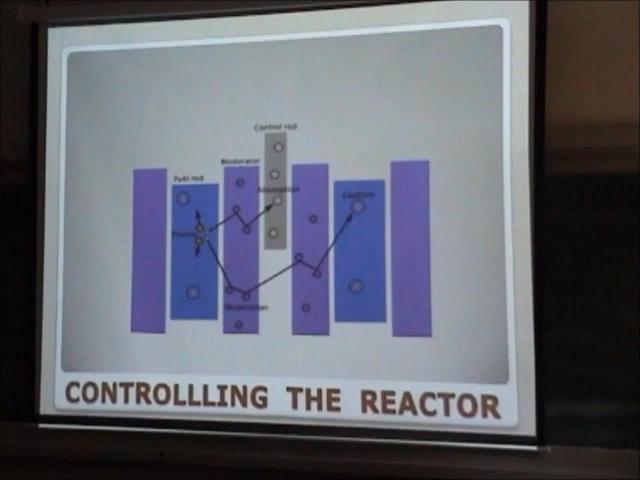 Control rod
Moderator
Fuel rod
Absorption
Capture
Fission
Moderation
CONTROLLLING THE REACTOR